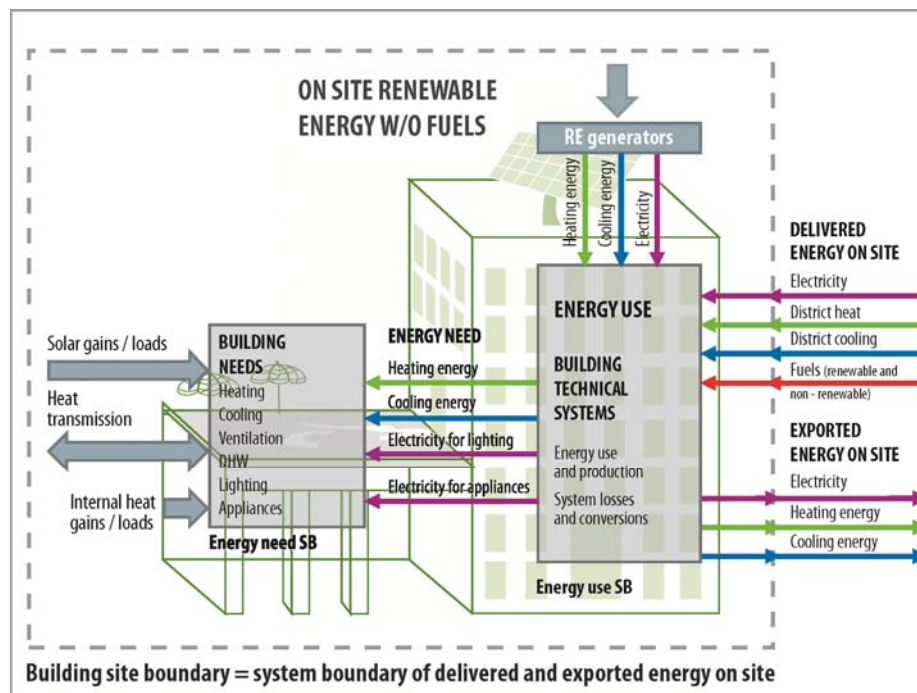 ON SITE RENEWABLE
ENERGY W/O FUELS
RE generators
Heating energy
Cooling energy
Electricity
DELIVERED
ENERGY ON SITE
Electricity
District heat
District cooling
Fuels (renewable and
non - renewable)
EXPORTED
ENERGY ON SITE
Electricity
Heating energy
Cooling energy
ENERGY USE
BUILDING
TECHNICAL
SYSTEMS
Energy use
and production
System losses
and conversions
Energy use SB
ENERGY NEED
Heating energy
Cooling energy
Electricity for lighting
Electricity for appliances
BUILDING
NEEDS
Heating
Cooling
Ventilation
DHW
Lighting
Appliances
Energy need SB
Solar gains / loads
Heat
transmission
Internal heat
gains / loads
Building site boundary = system boundary of delivered and exported energy on site